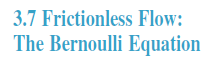 3.7 Frictionless Flow:
The Bernoulli Equation